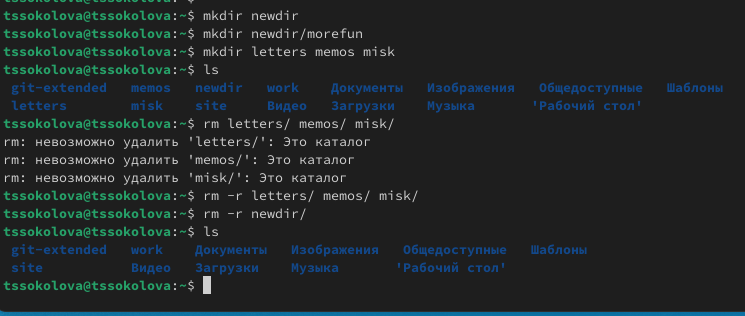 tssokolova@tssokolova:~$ mkdir newdir
tssokolova@tssokolova:~$ mkdir newdir/morefun
tssokolova@tssokolova:~$ mkdir letters memos misk
tssokolova@tssokolova:~$ ls
git-extended memos newdir work Документы Изображения Общедоступные Шаблоны
letters misk site Видео Загрузки Музыка 'Рабочий стол'
tssokolova@tssokolova:~$ rm letters/ memos/ misk/
rm: невозможно удалить 'letters/': Это каталог
rm: невозможно удалить 'memos/': Это каталог
rm: невозможно удалить 'misk/': Это каталог
tssokolova@tssokolova:~$ rm -r letters/ memos/ misk/
tssokolova@tssokolova:~$ rm -r newdir/
tssokolova@tssokolova:~$ ls
git-extended work Документы Изображения Общедоступные Шаблоны
site Видео Загрузки Музыка 'Рабочий стол'
tssokolova@tssokolova:~$